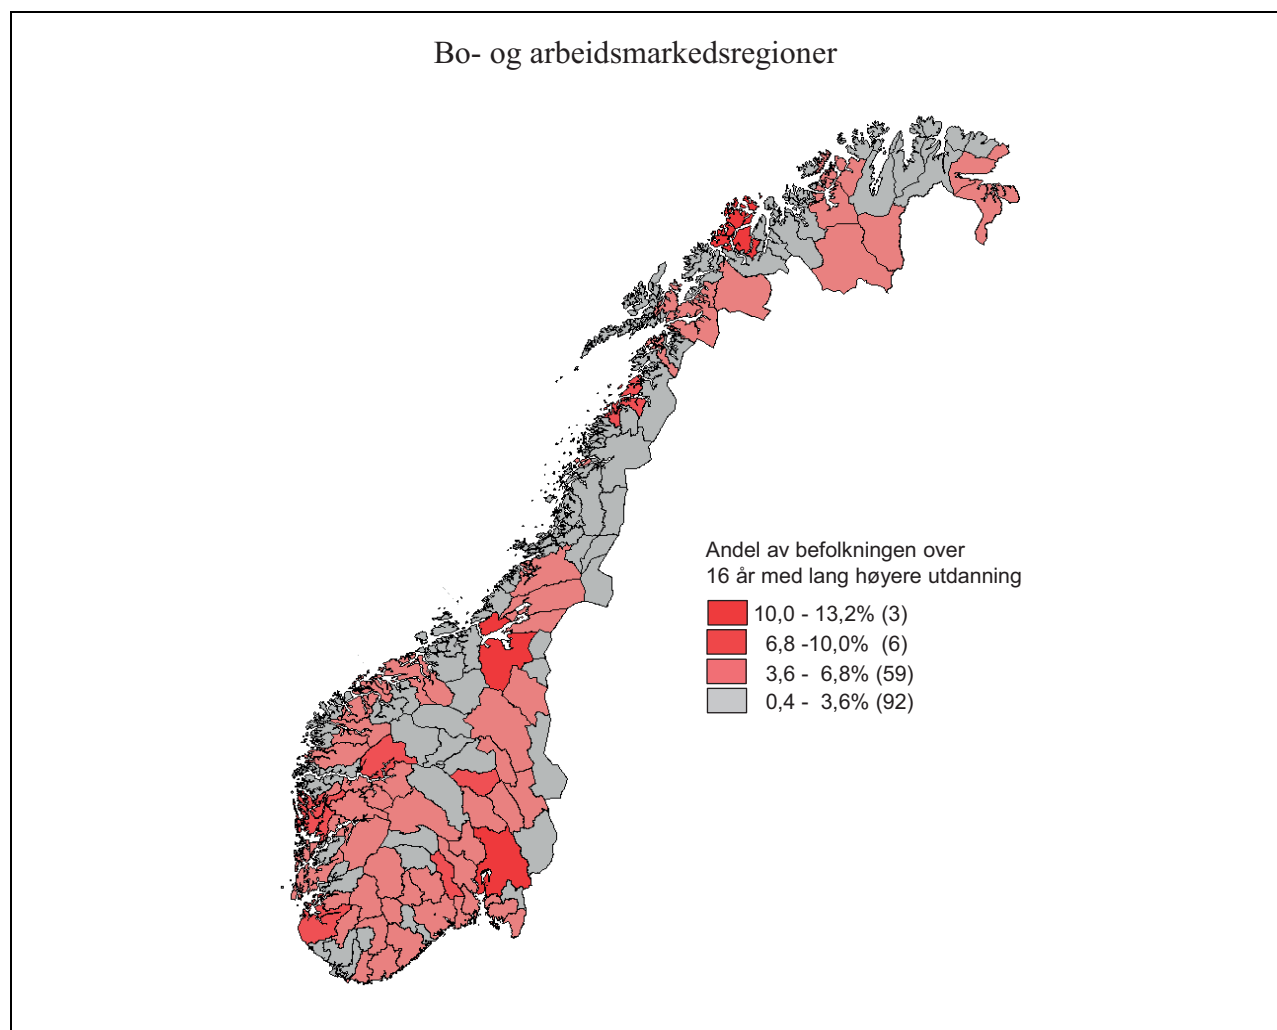 Bo- og arbeidsmarkedsregioner
Andel av befolkningen over
16 år med lang høyere utdanning
10,0 - 13,2% (3)
6,8 -10,0% (6)
3,6 - 6,8% (59)
0,4 - 3,6% (92)